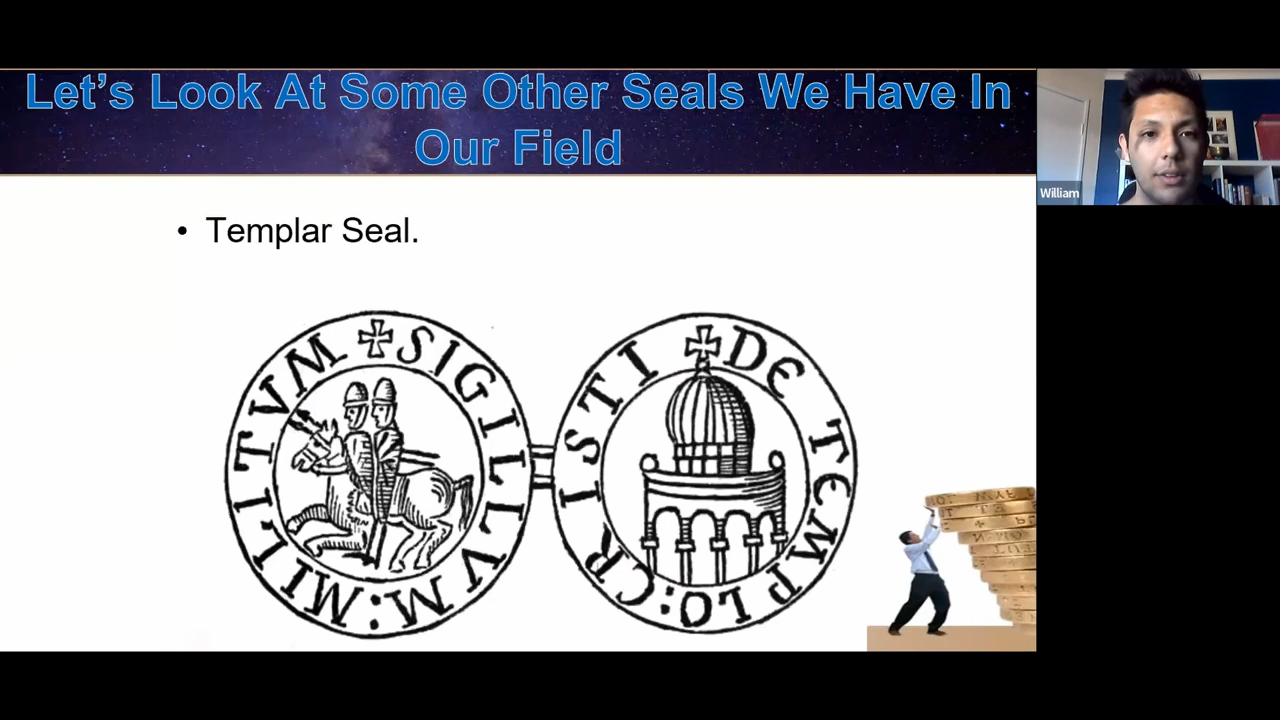 Let's Look At Some Other Seals We Have In
Our Field
William
• Templar Seal.
SIGILLVM: MILITVM
DE TEMPLO: CRISTI